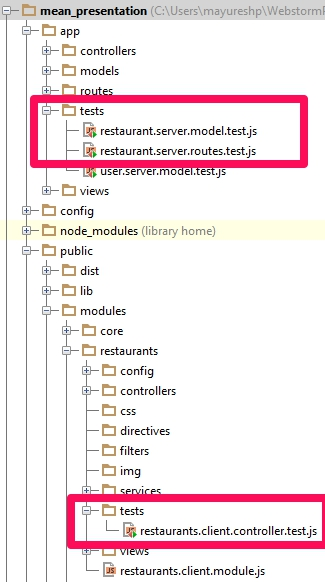 mean_presentation (C:\Users\mayureshp\Webstorm
app
controllers
models
routes
tests
restaurant.server.model.test.js
restaurant.server.routes.test.js
user.server.model.test.js
views
config
node_modules (library home)
public
dist
lib
modules
core
restaurants
config
controllers
css
directives
filters
img
services
tests
restaurants.client.controller.test.js
views
restaurants.client.module.js